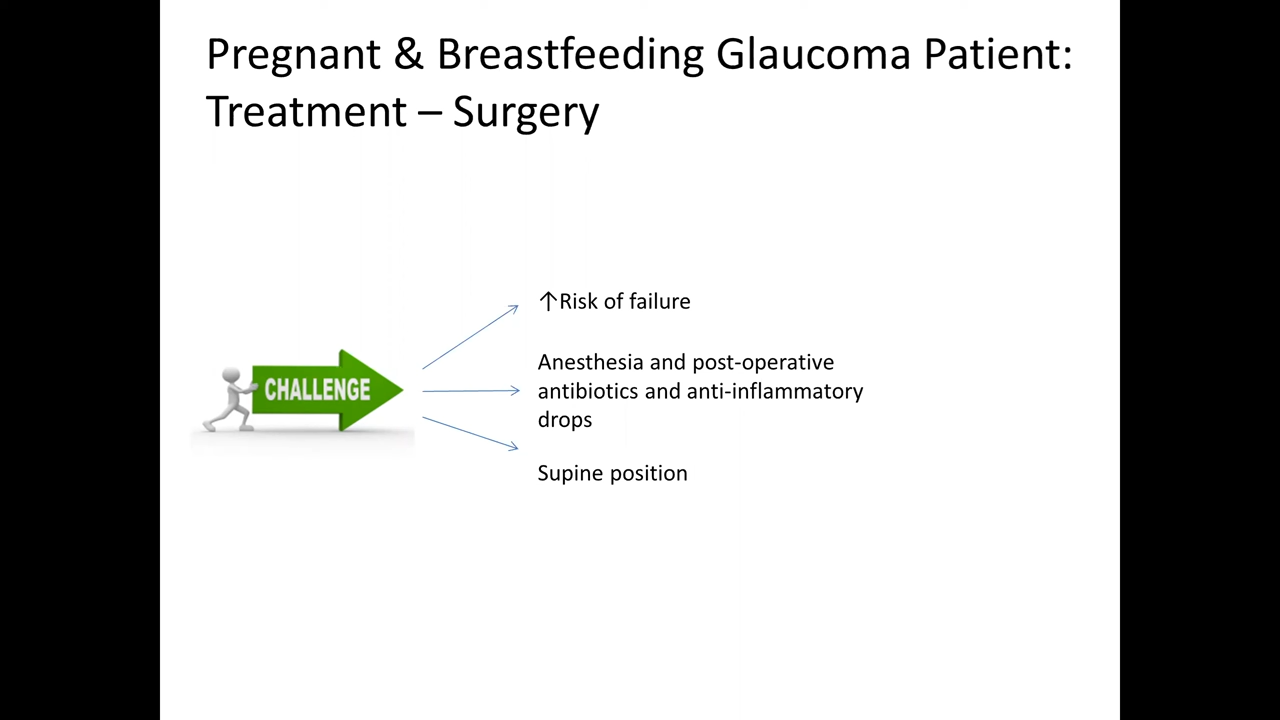 Pregnant & Breastfeeding Glaucoma Patient:
Treatment – Surgery
↑Risk of failure
CHALLENGE
Anesthesia and post-operative
antibiotics and anti-inflammatory
drops
Supine position